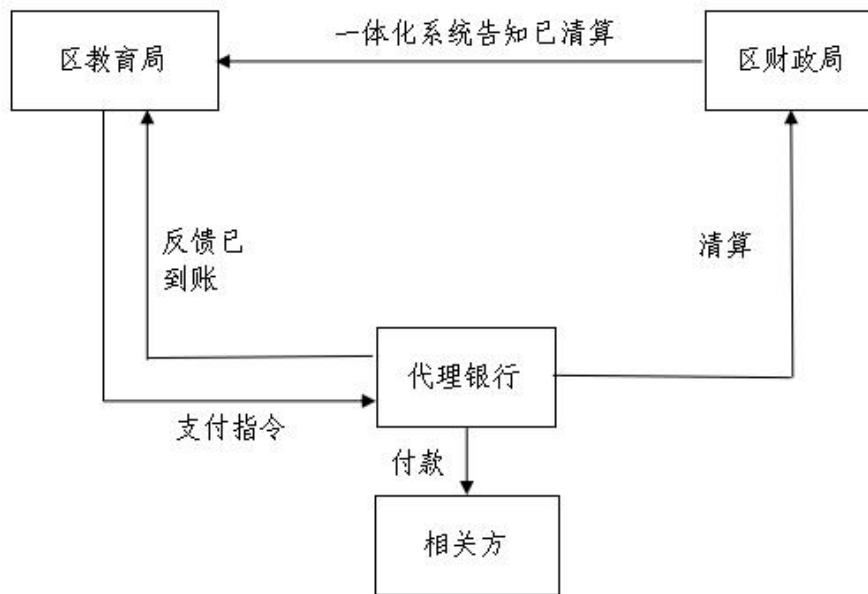 一体化系统告知已清算
区教育局
区财政局
反馈已
到账
清算
代理银行
支付指令
付款
相关方